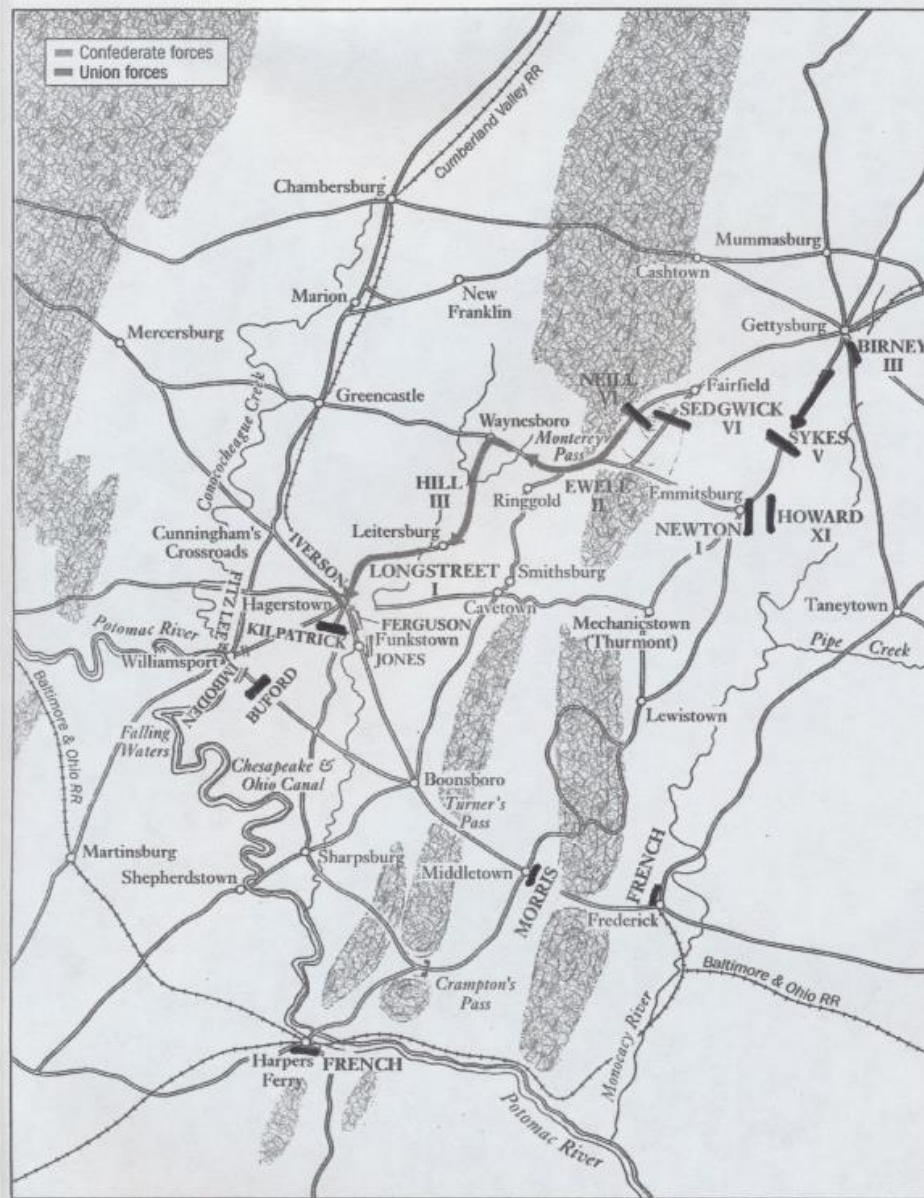 Confederate forces
Union forces
Cumberland Valley RR
Chambersburg
Mummasburg
Cashtown
Marion
New
Franklin
Gettysburg
BIRNEY
III
Mercersburg
Fairfield
NEILL
VI
SEDGWICK
VI
Greencastle
Conococheague Creek
Waynesboro
Monterey
Pass
SYKES
V
HILL
III
EWELL
II
Ringgold
Emmitsburg
NEWTON
I
HOWARD
XI
Leitersburg
Cunningham's
Crossroads
IVERSON
LONGSTREET
I
Smithsburg
FITZ LEE
Hagerstown
Cavetown
FERGUSON
Taneytown
KILPATRICK
Funkstown
JONES
Mechanicstown
(Thurmont)
Potomac River
Williamsport
Pipe
Creek
IMBODEN
BUFORD
Baltimore & Ohio RR
Lewistown
Falling
Waters
Chesapeake &
Ohio Canal
Boonsboro
Turner's
Pass
Martinsburg
Sharpsburg
Shepherdstown
Middletown
MORRIS
FRENCH
Frederick
Crampton's
Pass
Baltimore & Ohio RR
Monocacy River
Harpers
Ferry
FRENCH
Potomac River